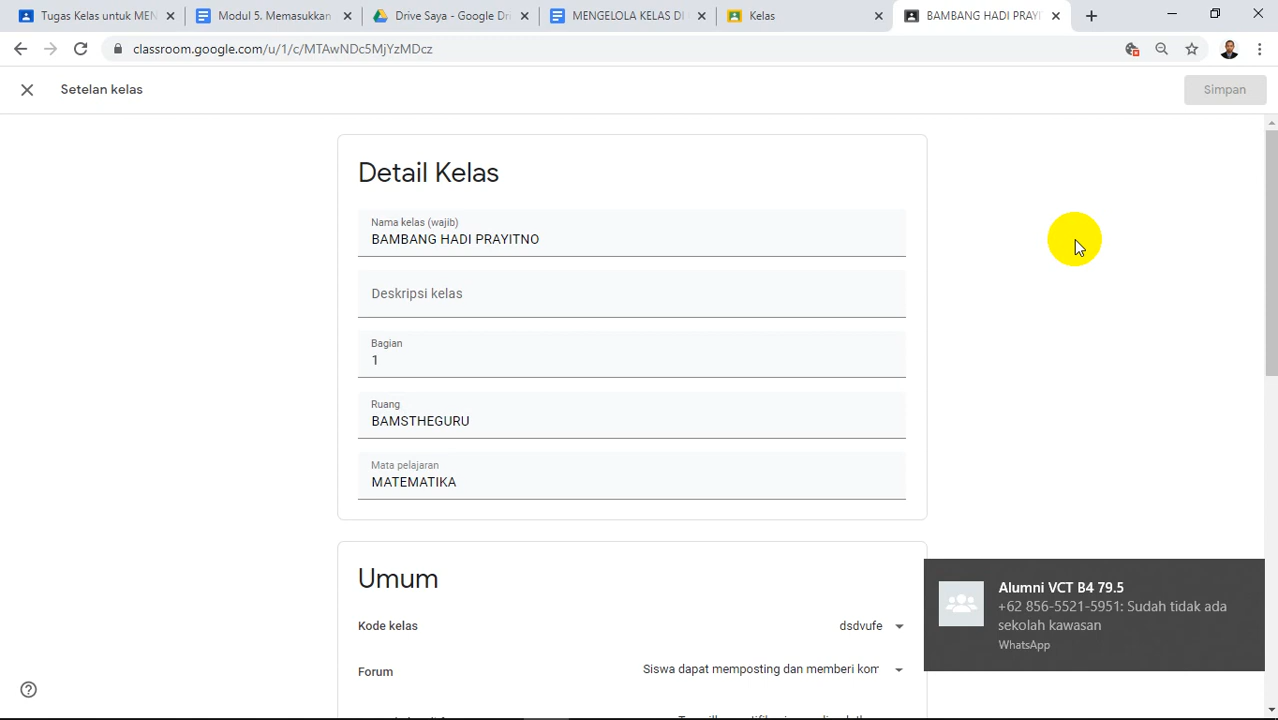 Tugas Kelas untuk MEN
Modul 5. Memasukkan
Drive Saya - Google Dri
MENGELOLA KELAS DI
Kelas
BAMBANG HADI PRAYI
classroom.google.com/u/1/c/MTAwNDc5MjYzMDcz
Setelan kelas
Simpan
Detail Kelas
Nama kelas (wajib)
BAMBANG HADI PRAYITNO
Deskripsi kelas
Bagian
1
Ruang
BAMSTHEGURU
Mata pelajaran
MATEMATIKA
Umum
Kode kelas
dsdvufe
Forum
Siswa dapat memposting dan memberi kom
Alumni VCT B4 79.5
+62 856-5521-5951: Sudah tidak ada
sekolah kawasan
WhatsApp